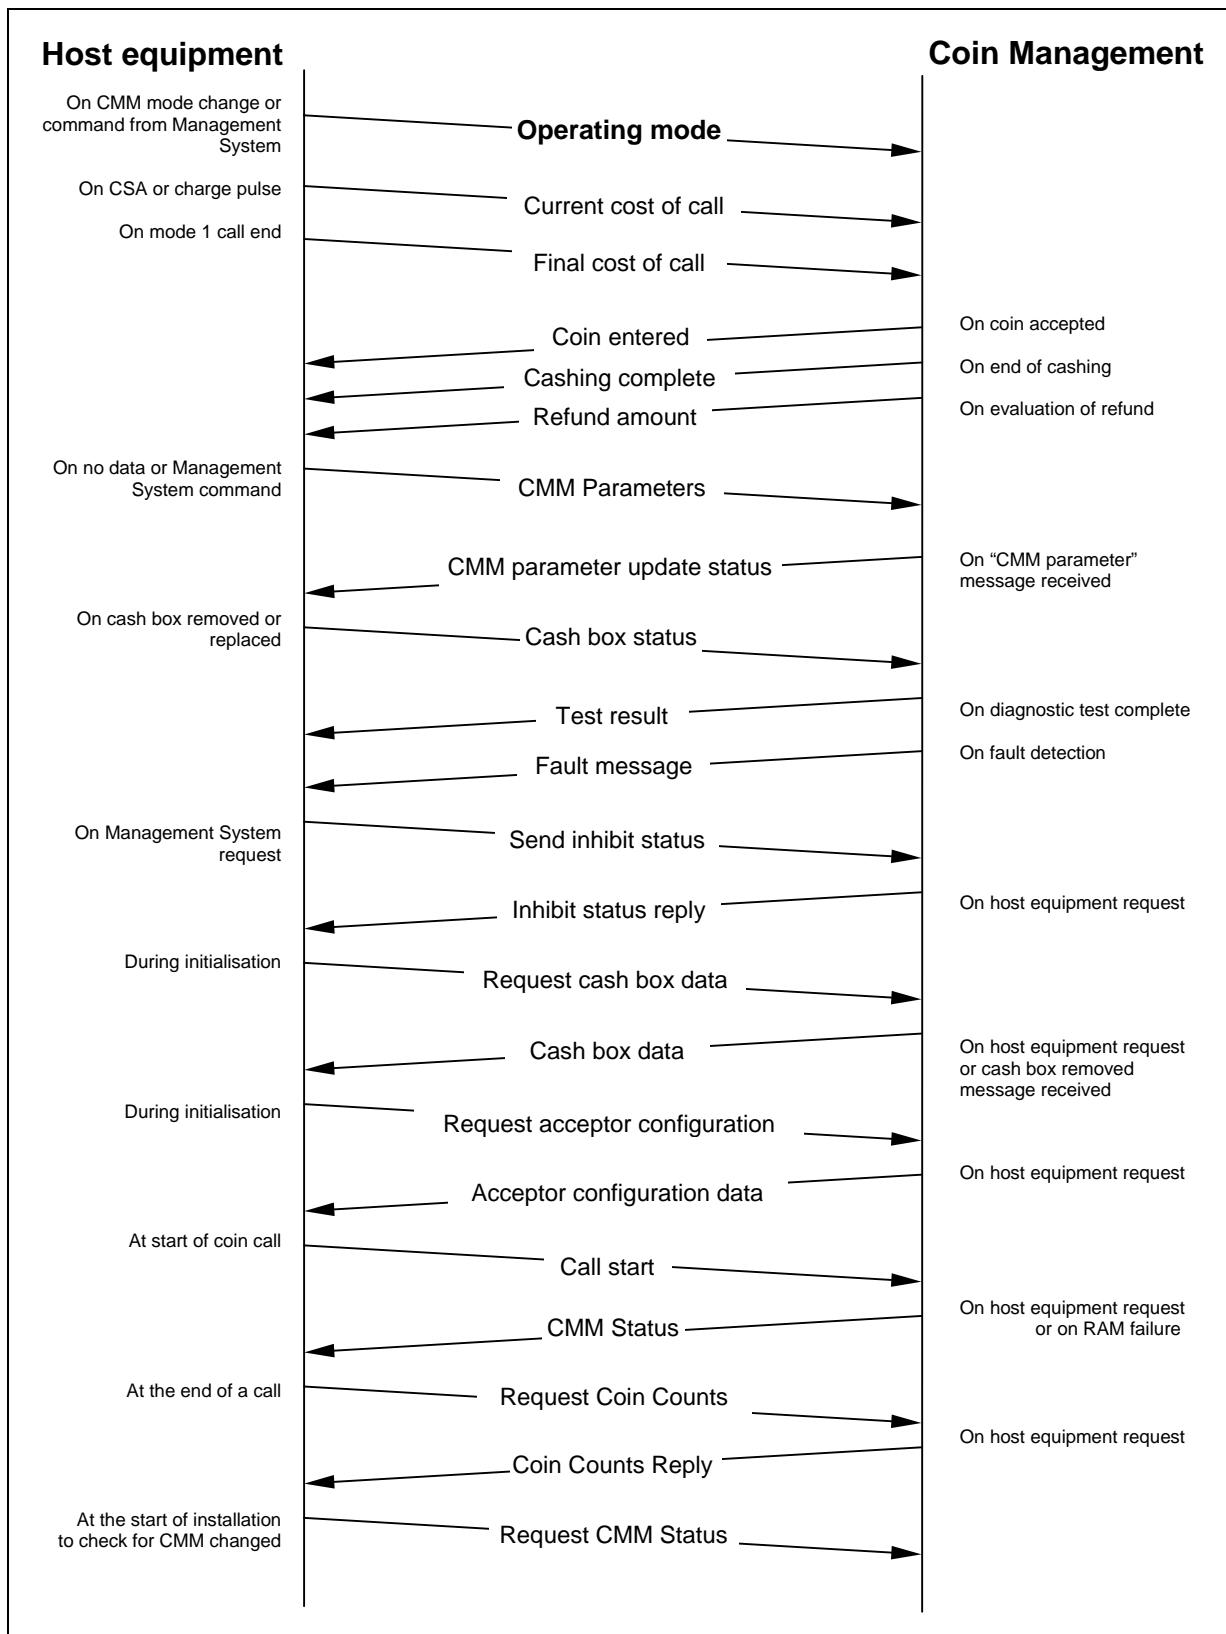 Host equipment
Coin Management
On CMM mode change or
command from Management
System
Operating mode
On CSA or charge pulse
Current cost of call
On mode 1 call end
Final cost of call
Coin entered
On coin accepted
Cashing complete
On end of cashing
Refund amount
On evaluation of refund
On no data or Management
System command
CMM Parameters
CMM parameter update status
On “CMM parameter”
message received
On cash box removed or
replaced
Cash box status
Test result
On diagnostic test complete
Fault message
On fault detection
On Management System
request
Send inhibit status
Inhibit status reply
On host equipment request
During initialisation
Request cash box data
Cash box data
On host equipment request
or cash box removed
message received
During initialisation
Request acceptor configuration
Acceptor configuration data
On host equipment request
At start of coin call
Call start
CMM Status
On host equipment request
or on RAM failure
At the end of a call
Request Coin Counts
Coin Counts Reply
On host equipment request
At the start of installation
to check for CMM changed
Request CMM Status